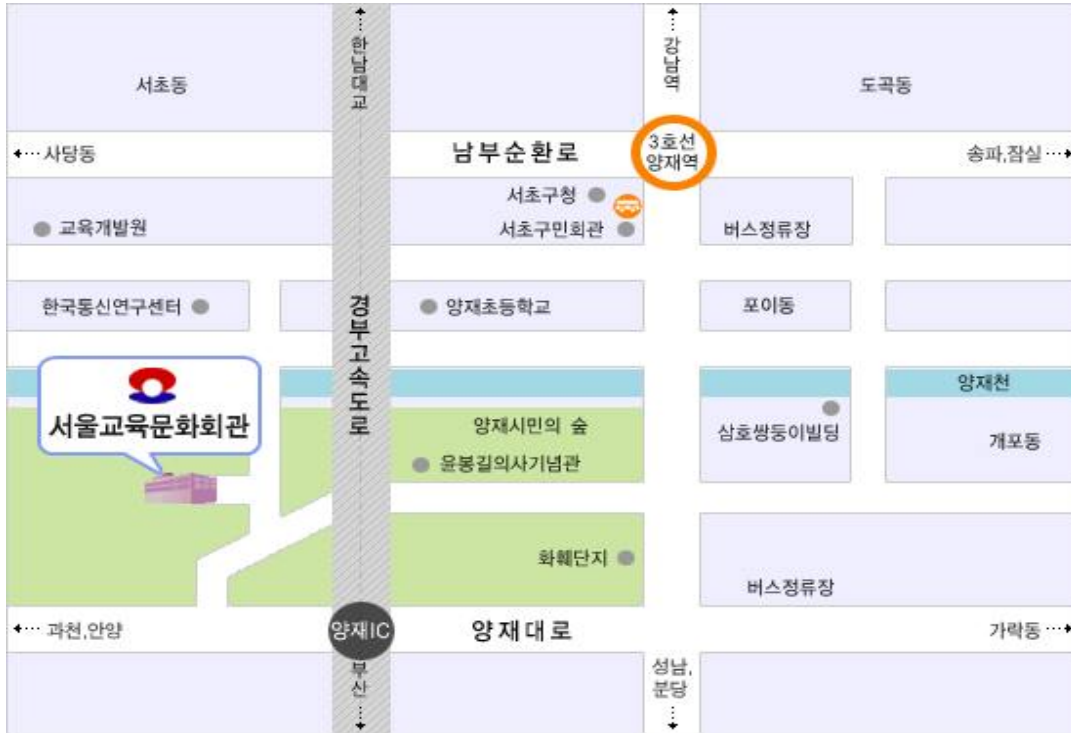 한남대교
강남역
서초동
도곡동
사당동
남부순환로
3호선
양재역
송파,잠실
서초구청
교육개발원
서초구민회관
버스정류장
한국통신연구센터
경부고속도로
양재초등학교
포이동
양재천
서울교육문화회관
양재시민의 숲
삼호쌍둥이빌딩
개포동
윤봉길의사기념관
화훼단지
버스정류장
과천,안양
양재IC
양재대로
가락동
부산
성남,
분당